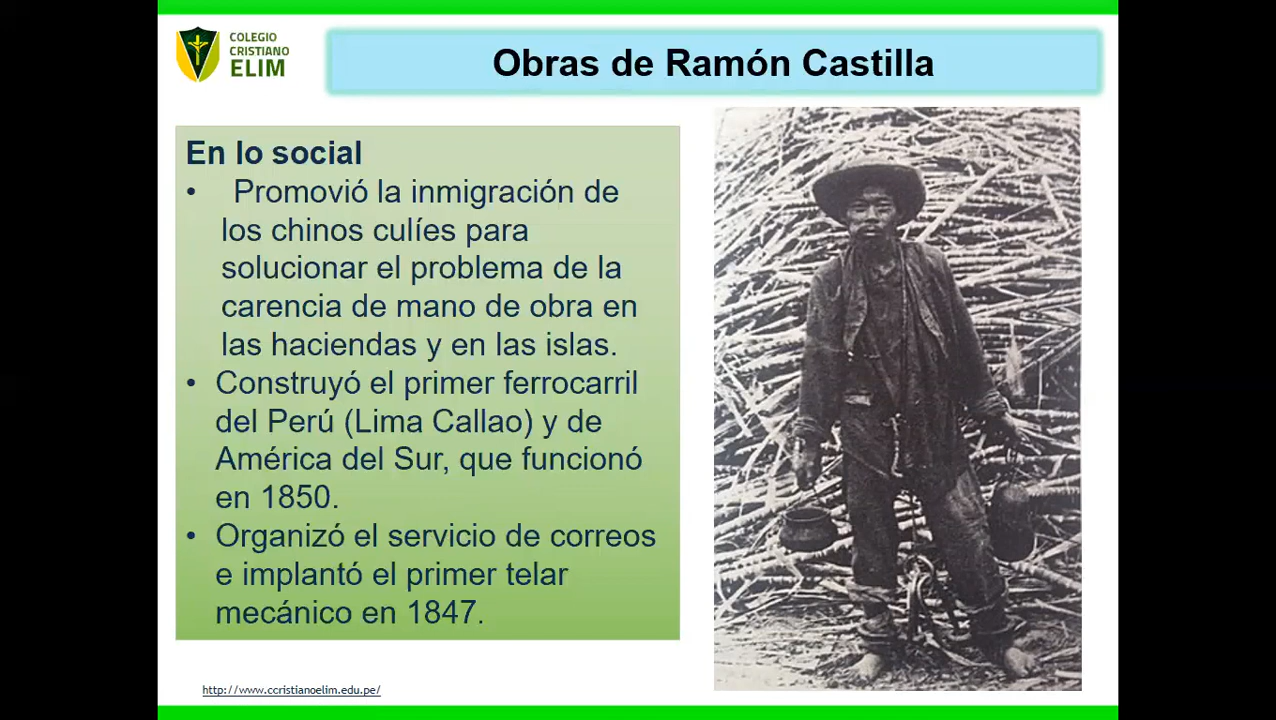 COLEGIO
CRISTIANO
ELIM
Obras de Ramón Castilla
En lo social
• Promovió la inmigración de
los chinos culíes para
solucionar el problema de la
carencia de mano de obra en
las haciendas y en las islas.
• Construyó el primer ferrocarril
del Perú (Lima Callao) y de
América del Sur, que funcionó
en 1850.
• Organizó el servicio de correos
e implantó el primer telar
mecánico en 1847.
http://www.ccristianoelim.edu.pe/